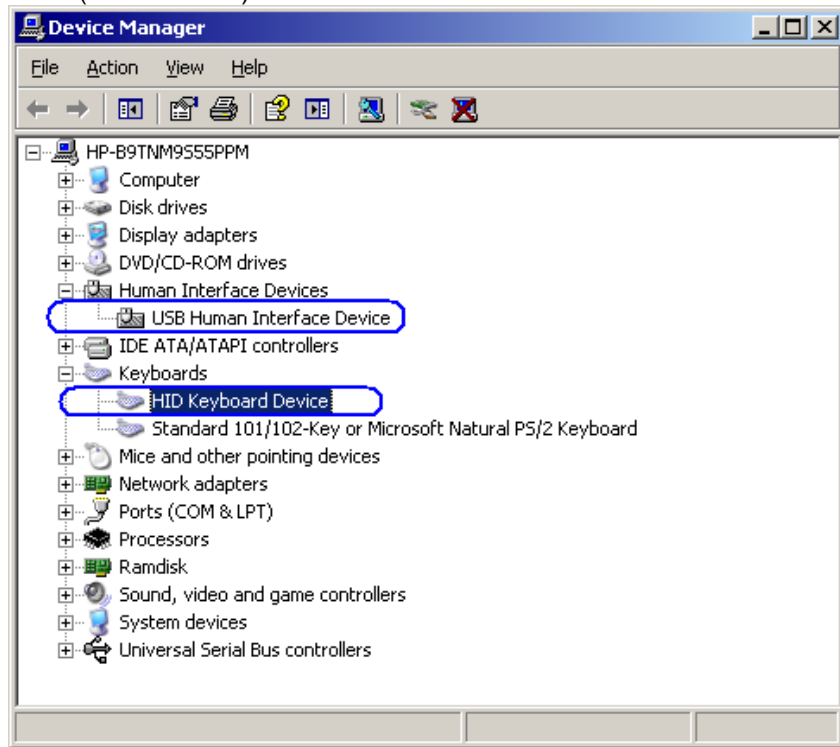 Device Manager
File Action View Help
HP-B9TNM9S55PPM
Computer
Disk drives
Display adapters
DVD/CD-ROM drives
Human Interface Devices
USB Human Interface Device
IDE ATA/ATAPI controllers
Keyboards
HID Keyboard Device
Standard 101/102-Key or Microsoft Natural PS/2 Keyboard
Mice and other pointing devices
Network adapters
Ports (COM & LPT)
Processors
Ramdisk
Sound, video and game controllers
System devices
Universal Serial Bus controllers